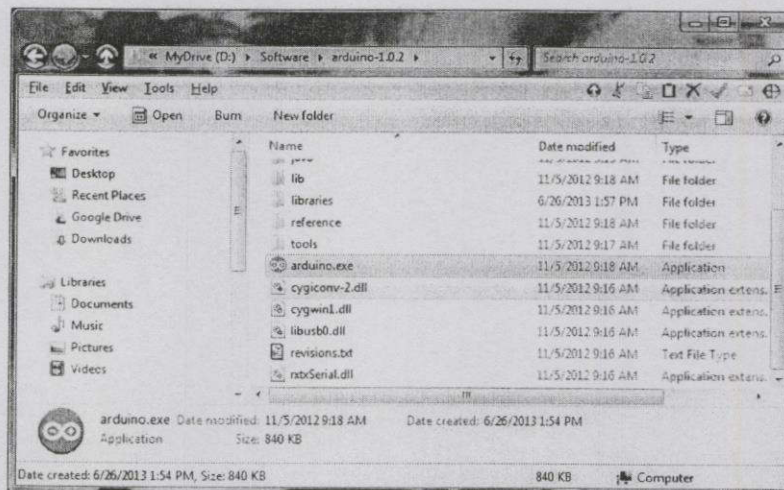 « MyDrive (D:) ▸ Software ▸ arduino-1.0.2 ▸
Search arduino-1.0.2
File Edit View Tools Help
Organize ▾ Open Burn New folder
Favorites
Desktop
Recent Places
Google Drive
Downloads
Libraries
Documents
Music
Pictures
Videos
Name Date modified Type
lib 11/5/2012 9:18 AM File folder
libraries 6/26/2013 1:57 PM File folder
reference 11/5/2012 9:18 AM File folder
tools 11/5/2012 9:17 AM File folder
arduino.exe 11/5/2012 9:18 AM Application
cygiconv-2.dll 11/5/2012 9:16 AM Application extens.
cygwin1.dll 11/5/2012 9:16 AM Application extens.
libusb0.dll 11/5/2012 9:16 AM Application extens.
revisions.txt 11/5/2012 9:16 AM Text File Type
rxtxSerial.dll 11/5/2012 9:16 AM Application extens.
arduino.exe Date modified: 11/5/2012 9:18 AM Date created: 6/26/2013 1:54 PM
Application Size: 840 KB
Date created: 6/26/2013 1:54 PM, Size: 840 KB 840 KB Computer